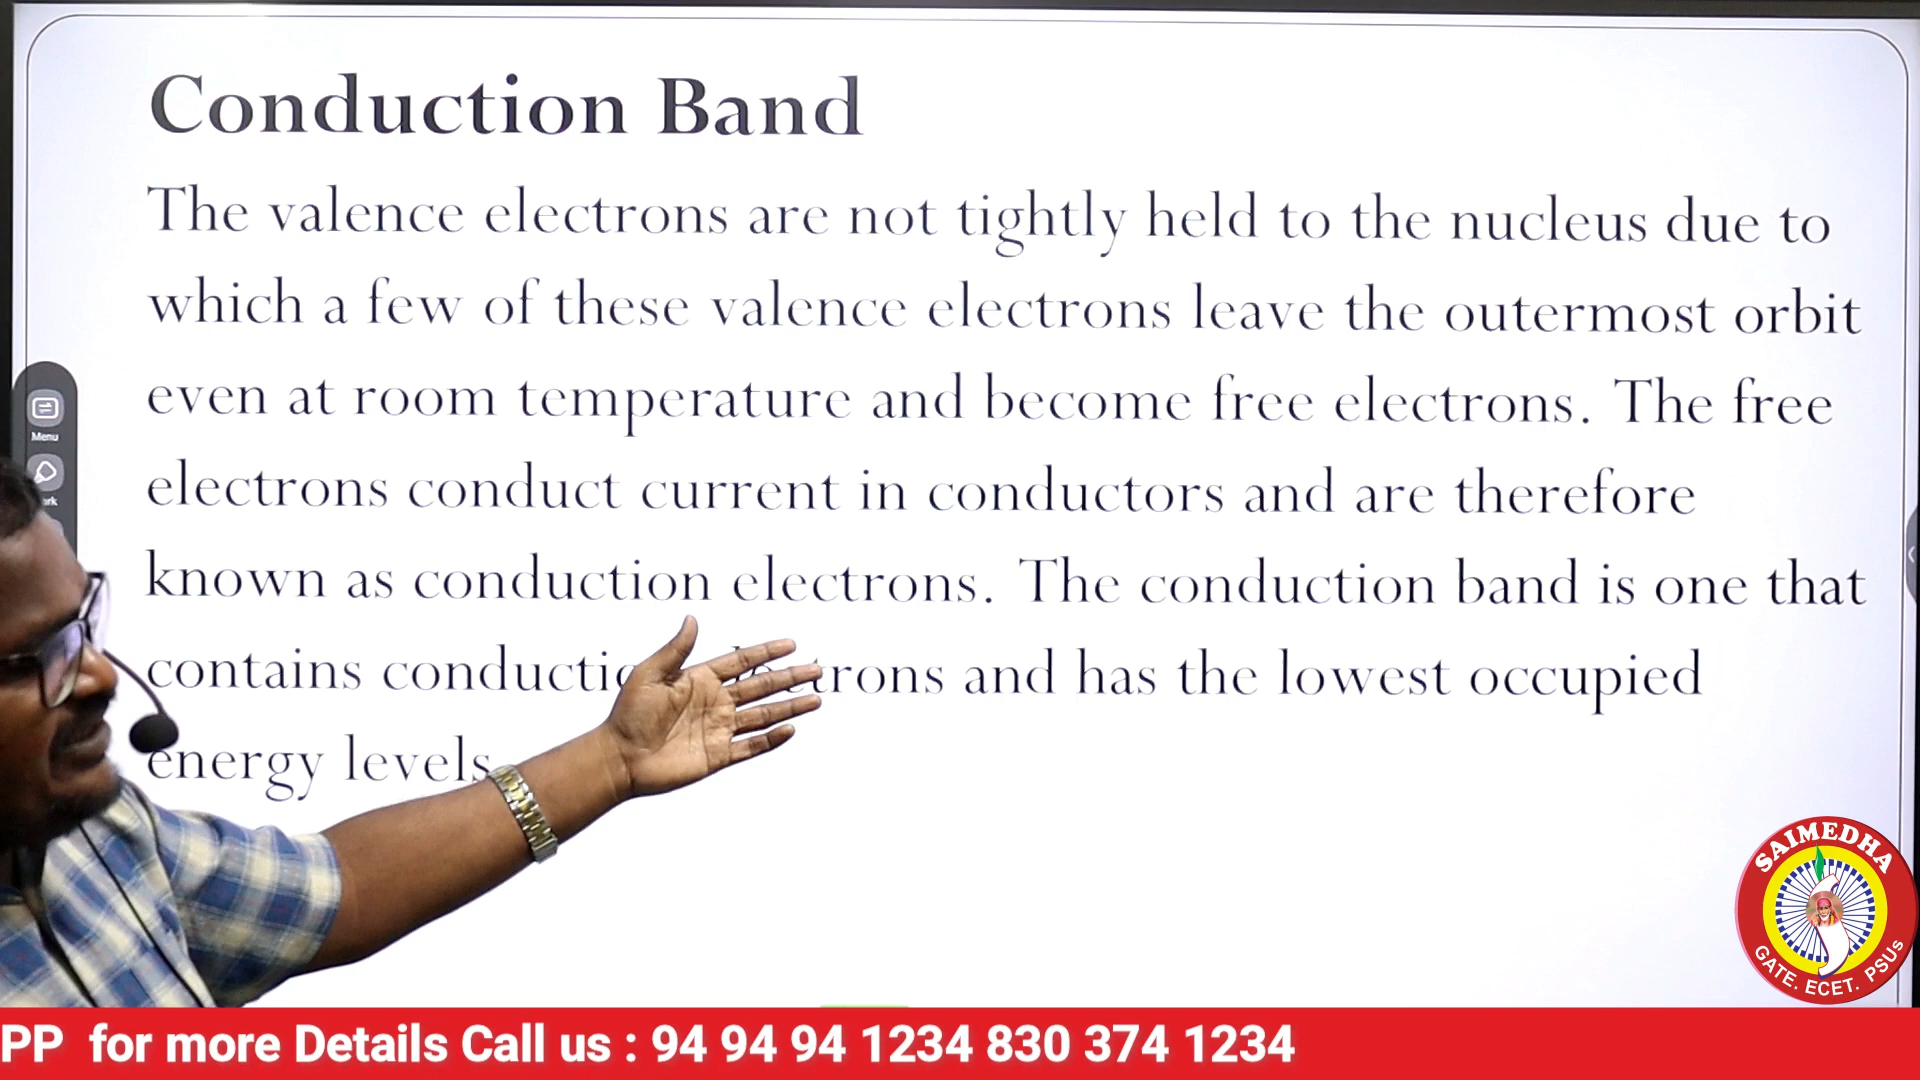 Conduction Band
The valence electrons are not tightly held to the nucleus due to
which a few of these valence electrons leave the outermost orbit
even at room temperature and become free electrons. The free
electrons conduct current in conductors and are therefore
known as conduction electrons. The conduction band is one that
contains and has the lowest occupied
energy levels
Menu
SAIMEDHA
GATE. ECET. PSUs
PP for more Details Call us : 94 94 94 1234 830 374 1234